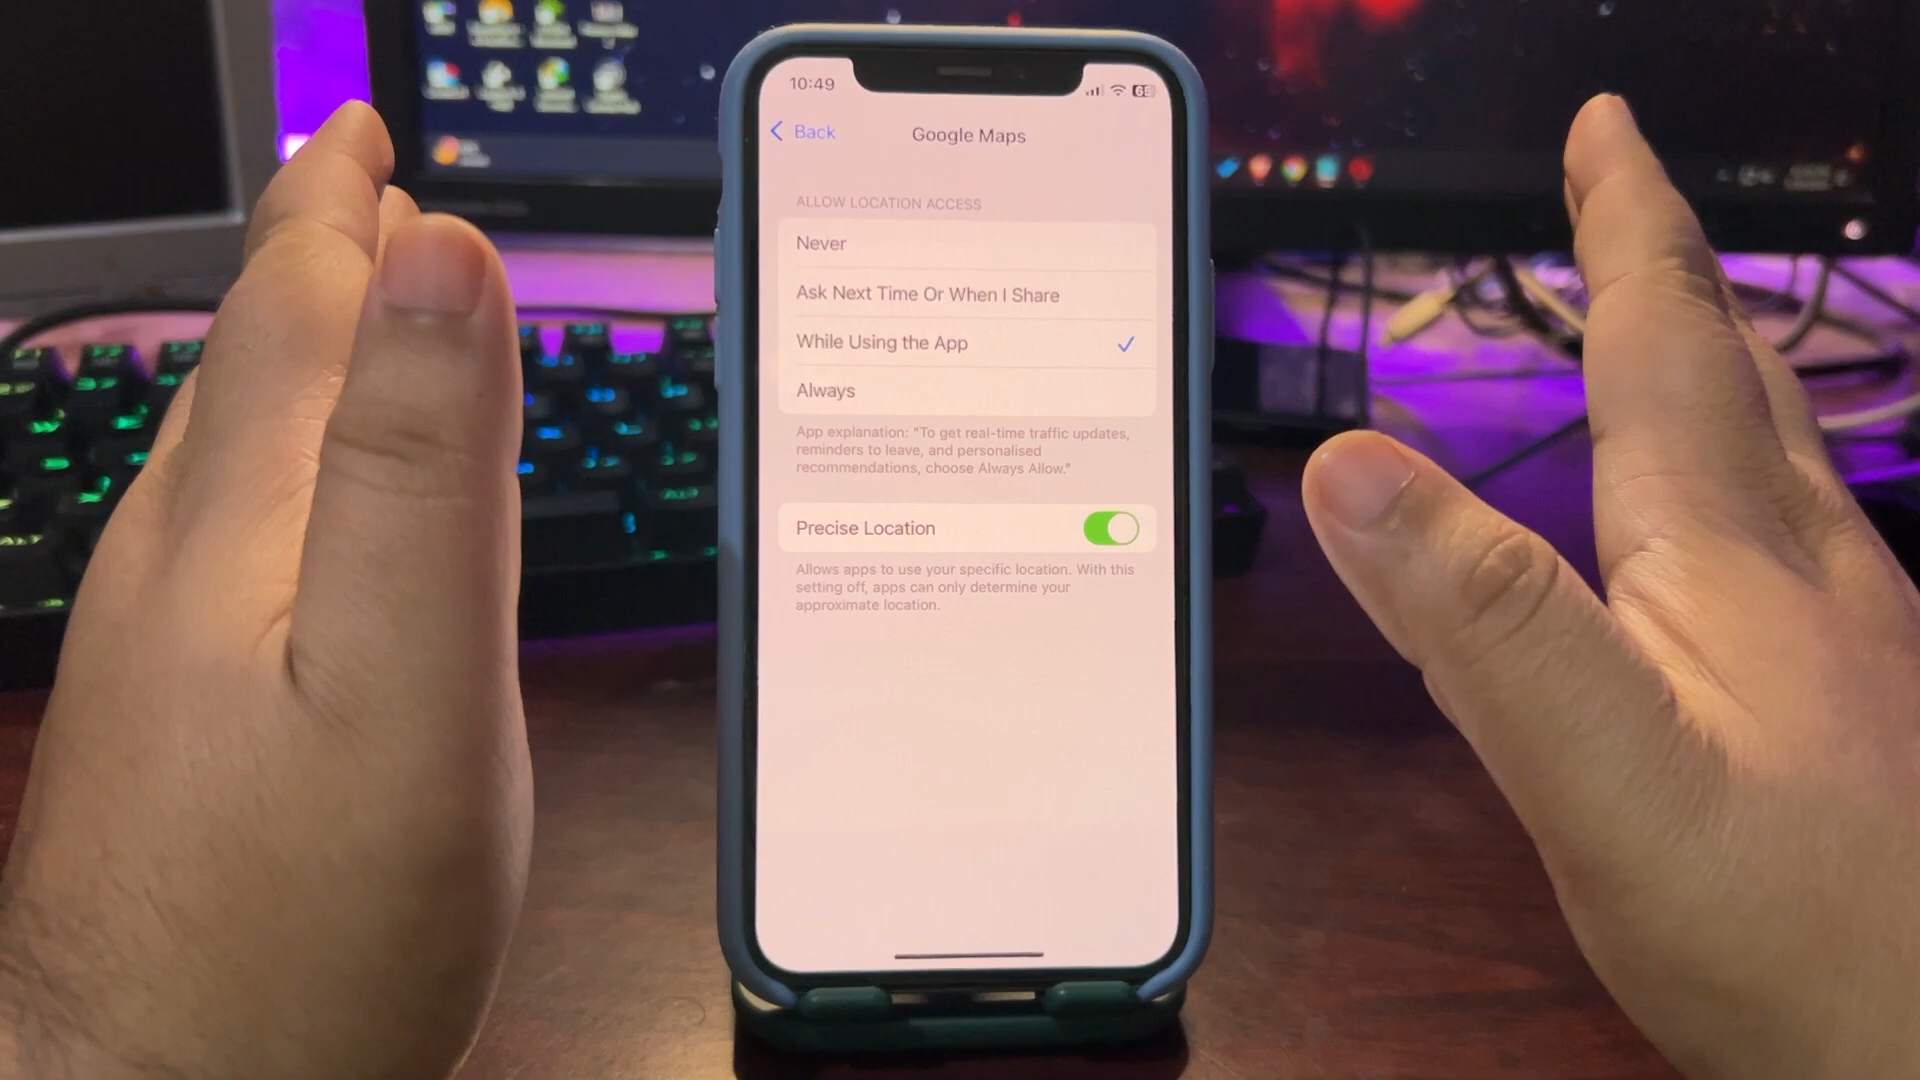 10:49
Back
Google Maps
ALLOW LOCATION ACCESS
Never
Ask Next Time Or When I Share
While Using the App
Always
App explanation: “To get real-time traffic updates,
reminders to leave, and personalised
recommendations, choose Always Allow.”
Precise Location
Allows apps to use your specific location. With this
setting off, apps can only determine your
approximate location.